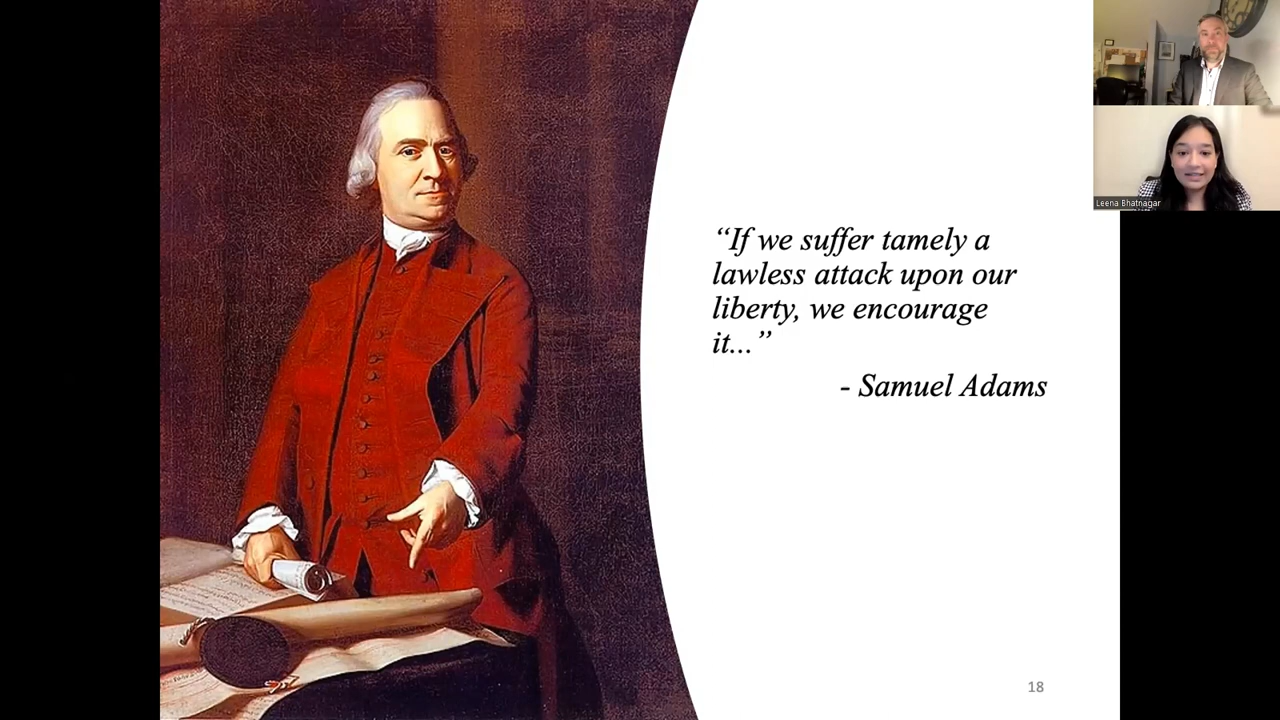 “If we suffer tamely a
lawless attack upon our
liberty, we encourage
it...”
- Samuel Adams
18
Leena Bhatnagar